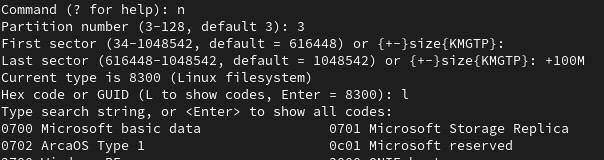 Command (? for help): n
Partition number (3-128, default 3): 3
First sector (34-1048542, default = 616448) or {+-}size{KMGTP}:
Last sector (616448-1048542, default = 1048542) or {+-}size{KMGTP}: +100M
Current type is 8300 (Linux filesystem)
Hex code or GUID (L to show codes, Enter = 8300): l
Type search string, or <Enter> to show all codes:
0700 Microsoft basic data 0701 Microsoft Storage Replica
0702 ArcaOS Type 1 0c01 Microsoft reserved